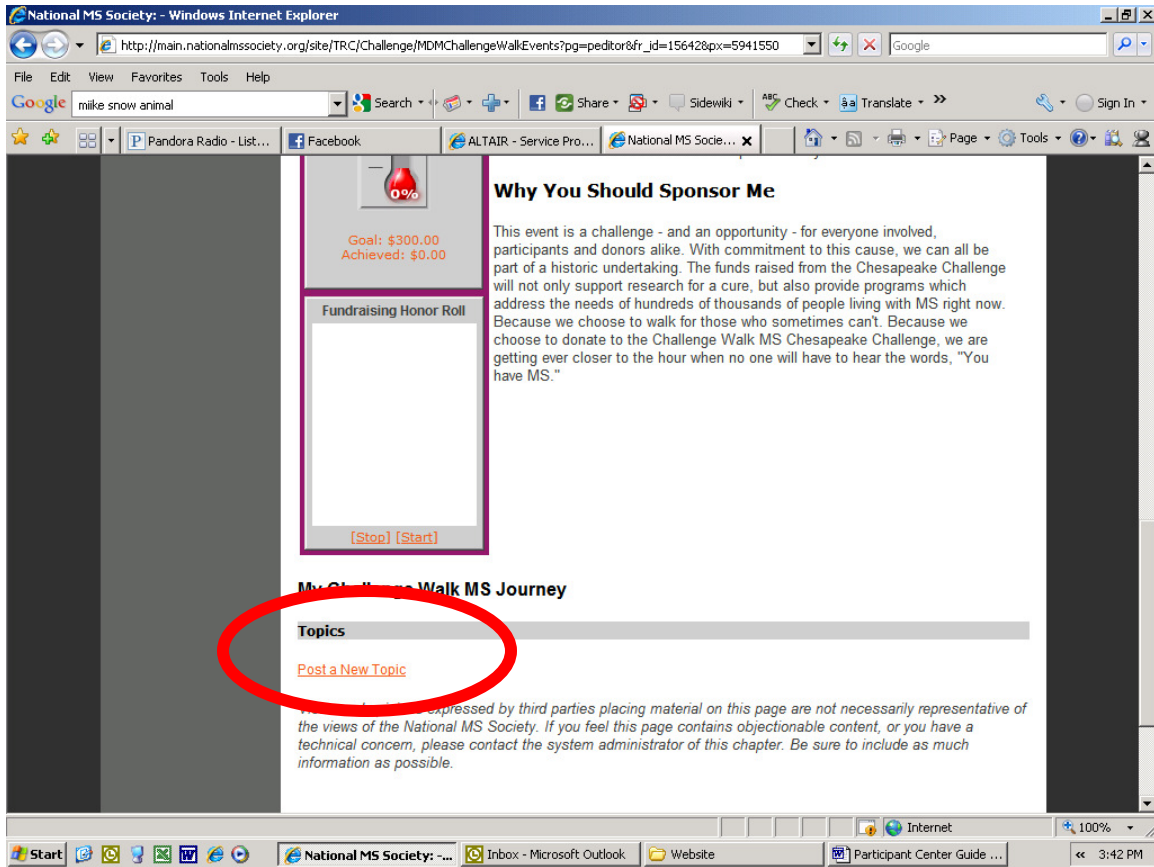 National MS Society: - Windows Internet Explorer
http://main.nationalmssociety.org/site/TRC/Challenge/MDMChallengeWalkEvents?pg=peditor&fr_id=15642&px=5941550
Google
File Edit View Favorites Tools Help
Google miike snow animal Search Share Sidewiki ABC Check aあ Translate » Sign In
P Pandora Radio - List... Facebook ALTAIR - Service Pro... National MS Socie... Page Tools
0%
Goal: $300.00
Achieved: $0.00
Fundraising Honor Roll
[Stop] [Start]
Why You Should Sponsor Me
This event is a challenge - and an opportunity - for everyone involved,
participants and donors alike. With commitment to this cause, we can all be
part of a historic undertaking. The funds raised from the Chesapeake Challenge
will not only support research for a cure, but also provide programs which
address the needs of hundreds of thousands of people living with MS right now.
Because we choose to walk for those who sometimes can't. Because we
choose to donate to the Challenge Walk MS Chesapeake Challenge, we are
getting ever closer to the hour when no one will have to hear the words, "You
have MS."
My Challenge Walk MS Journey
Topics
Post a New Topic
expressed by third parties placing material on this page are not necessarily representative of
the views of the National MS Society. If you feel this page contains objectionable content, or you have a
technical concern, please contact the system administrator of this chapter. Be sure to include as much
information as possible.
Internet 100%
Start National MS Society: -... Inbox - Microsoft Outlook Website Participant Center Guide ... « 3:42 PM